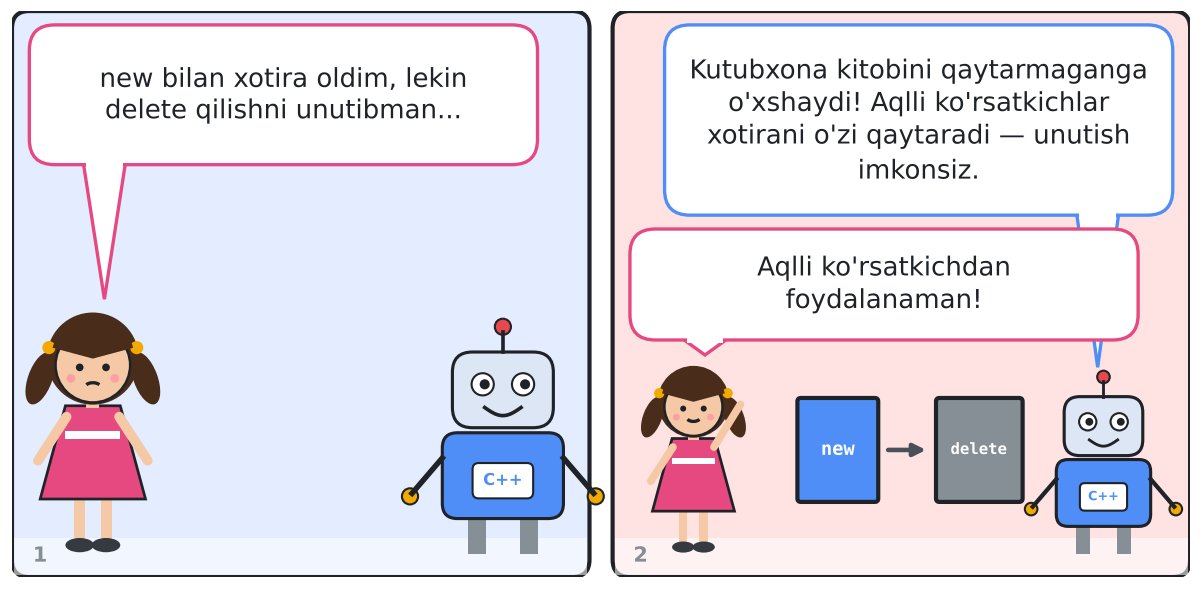 new bilan xotira oldim, lekin
delete qilishni unutibman...
C++
1
Kutubxona kitobini qaytarmaganga
o'xshaydi! Aqlli ko'rsatkichlar
xotirani o'zi qaytaradi — unutish
imkonsiz.
Aqlli ko'rsatkichdan
foydalanaman!
new
delete
C++
2